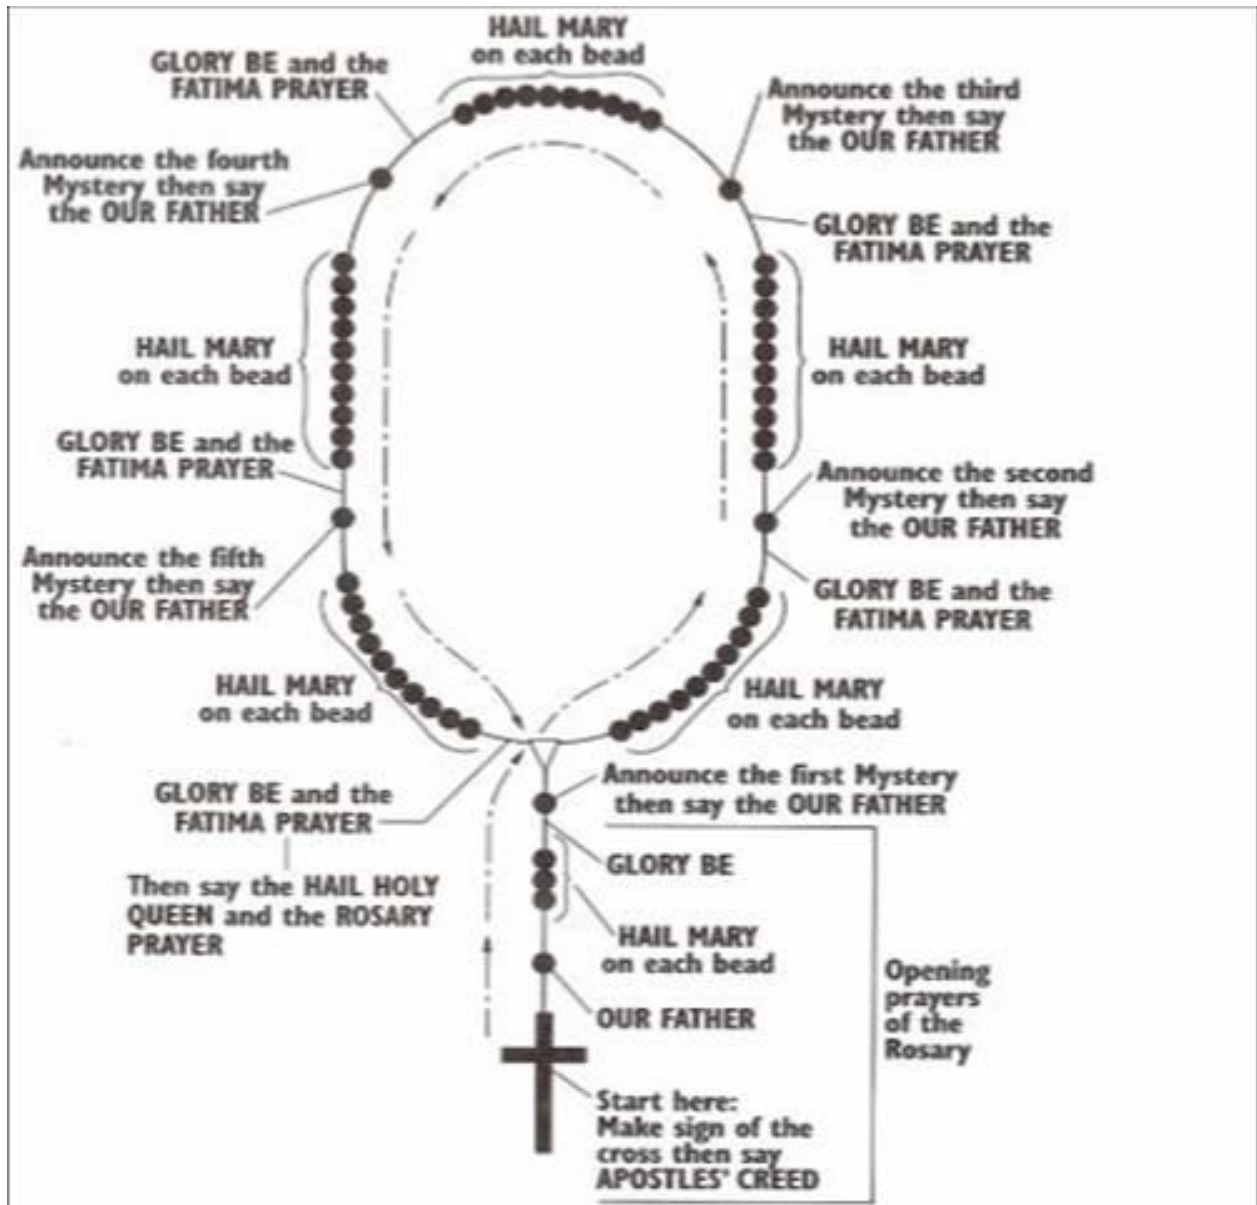 HAIL MARY
on each bead
GLORY BE and the
FATIMA PRAYER
Announce the third
Mystery then say
the OUR FATHER
Announce the fourth
Mystery then say
the OUR FATHER
GLORY BE and the
FATIMA PRAYER
HAIL MARY
on each bead
HAIL MARY
on each bead
GLORY BE and the
FATIMA PRAYER
Announce the second
Mystery then say
the OUR FATHER
Announce the fifth
Mystery then say
the OUR FATHER
GLORY BE and the
FATIMA PRAYER
HAIL MARY
on each bead
HAIL MARY
on each bead
GLORY BE and the
FATIMA PRAYER
Announce the first Mystery
then say the OUR FATHER
Then say the HAIL HOLY
QUEEN and the ROSARY
PRAYER
GLORY BE
HAIL MARY
on each bead
OUR FATHER
Opening
prayers
of the
Rosary
Start here:
Make sign of the
cross then say
APOSTLES' CREED